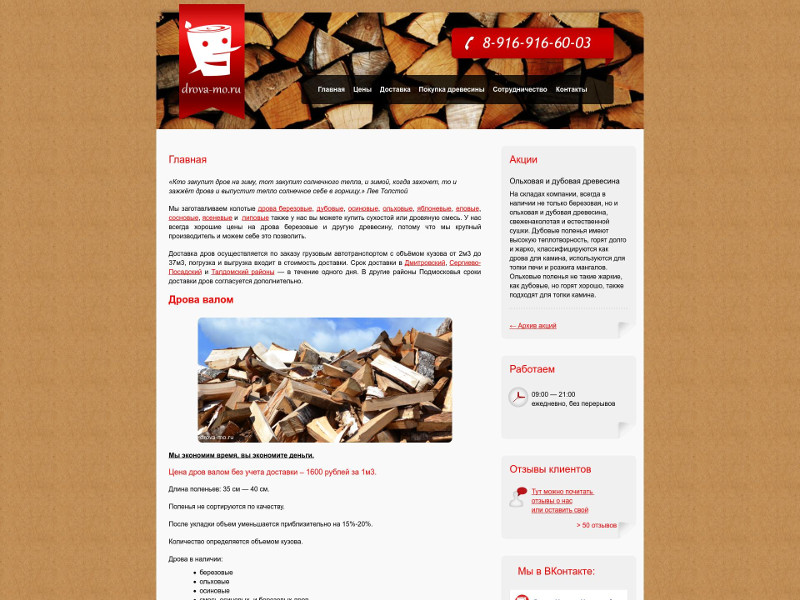 drova-mo.ru
8-916-916-60-03
Главная Цены Доставка Покупка древесины Сотрудничество Контакты
Главная
«Кто закупит дров на зиму, тот закупит солнечного тепла, и зимой, когда захочет, то и
зажжёт дрова и выпустит тепло солнечное себе в горницу.» Лев Толстой
Мы заготавливаем колотые дрова березовые, дубовые, осиновые, ольховые, яблоневые, еловые,
сосновые, ясеневые и липовые также у нас вы можете купить сухостой или дровяную смесь. У нас
всегда хорошие цены на дрова березовые и другую древесину, потому что мы крупный
производитель и можем себе это позволить.
Доставка дров осуществляется по заказу грузовым автотранспортом с объёмом кузова от 2м3 до
37м3, погрузка и выгрузка входит в стоимость доставки. Срок доставки в Дмитровский, Сергиево-
Посадский и Талдомский районы — в течение одного дня. В другие районы Подмосковья сроки
доставки дров согласуется дополнительно.
Дрова валом
drova-mo.ru
Мы экономим время, вы экономите деньги.
Цена дров валом без учета доставки – 1600 рублей за 1м3.
Длина поленьев: 35 см — 40 см.
Поленья не сортируются по качеству.
После укладки объем уменьшается приблизительно на 15%-20%.
Количество определяется объемом кузова.
Дрова в наличии:
березовые
ольховые
осиновые
Акции
Ольховая и дубовая древесина
На складах компании, всегда в
наличии не только березовая, но и
ольховая и дубовая древесина,
свеженаколотая и естественной
сушки. Дубовые поленья имеют
высокую теплотворность, горят долго
и жарко, классифицируются как
дрова для камина, используются для
топки печи и розжига мангалов.
Ольховые поленья не такие жаркие,
как дубовые, но горят хорошо, также
подходят для топки камина.
← Архив акций
Работаем
09:00 — 21:00
ежедневно, без перерывов
Отзывы клиентов
Тут можно почитать
отзывы о нас
или оставить свой
> 50 отзывов
Мы в ВКонтакте: